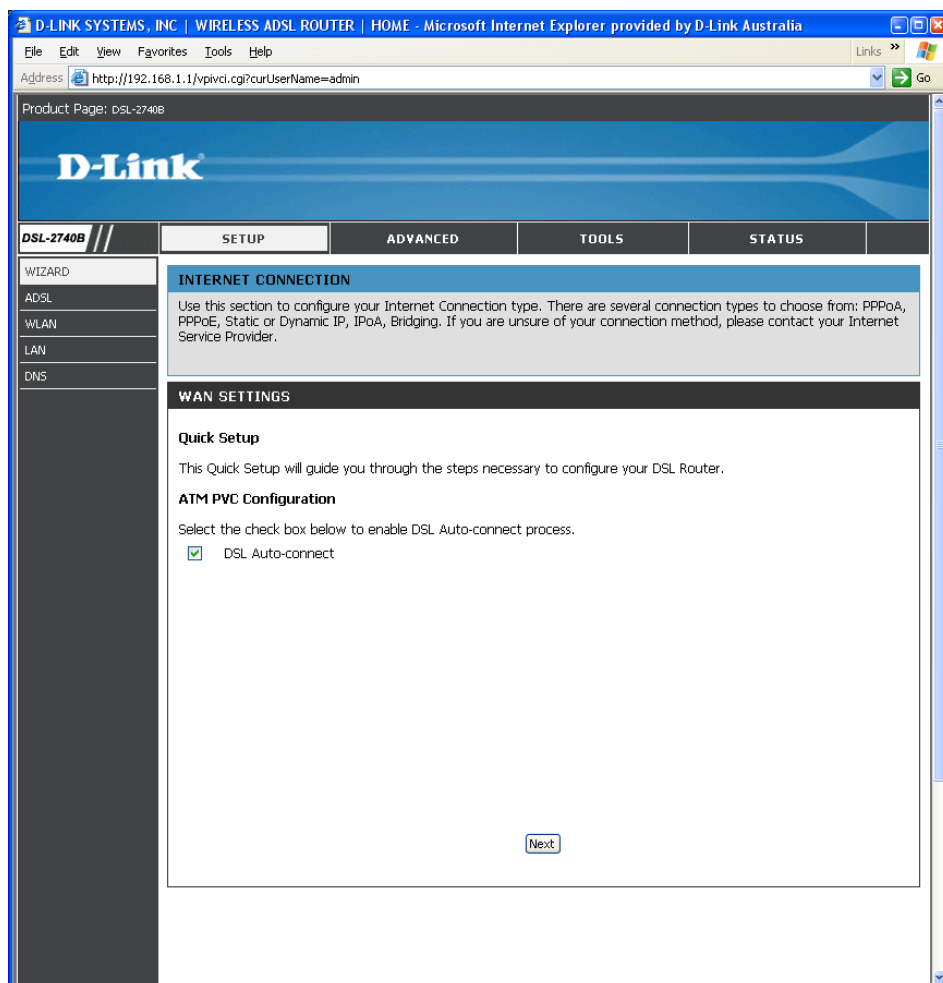 D-LINK SYSTEMS, INC | WIRELESS ADSL ROUTER | HOME - Microsoft Internet Explorer provided by D-Link Australia
File Edit View Favorites Tools Help Links »
Address http://192.168.1.1/vpivci.cgi?curUserName=admin Go
Product Page: DSL-2740B
D-Link
DSL-2740B // SETUP ADVANCED TOOLS STATUS
WIZARD
ADSL
WLAN
LAN
DNS
INTERNET CONNECTION
Use this section to configure your Internet Connection type. There are several connection types to choose from: PPPoA,
PPPoE, Static or Dynamic IP, IPoA, Bridging. If you are unsure of your connection method, please contact your Internet
Service Provider.
WAN SETTINGS
Quick Setup
This Quick Setup will guide you through the steps necessary to configure your DSL Router.
ATM PVC Configuration
Select the check box below to enable DSL Auto-connect process.
DSL Auto-connect
Next